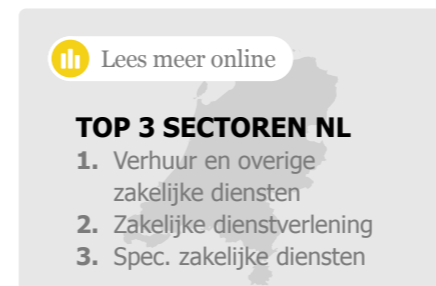 Lees meer online
TOP 3 SECTOREN NL
1. Verhuur en overige
zakelijke diensten
2. Zakelijke dienstverlening
3. Spec. zakelijke diensten